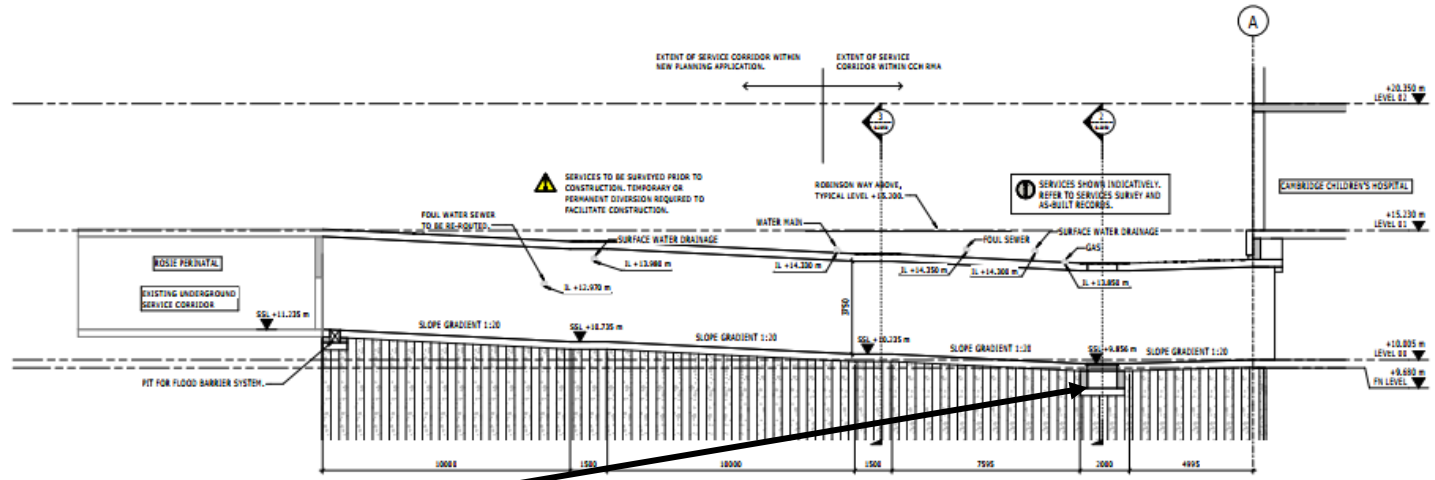 A
EXTENT OF SERVICE CORRIDOR WITHIN
NEW PLANNING APPLICATION.
EXTENT OF SERVICE
CORRIDOR WITHIN CCH RMA
+20.350 m
LEVEL 02
3
2
SERVICES TO BE SURVEYED PRIOR TO
CONSTRUCTION. TEMPORARY OR
PERMANENT DIVERSION REQUIRED TO
FACILITATE CONSTRUCTION.
ROBINSON WAY ABOVE,
TYPICAL LEVEL +15.200.
SERVICES SHOWN INDICATIVELY.
REFER TO SERVICES SURVEY AND
AS-BUILT RECORDS.
CAMBRIDGE CHILDREN'S HOSPITAL
FOUL WATER SEWER
TO BE RE-ROUTED.
WATER MAIN
+15.230 m
LEVEL 01
SURFACE WATER DRAINAGE
FOUL SEWER
SURFACE WATER DRAINAGE
GAS
ROSIE PERINATAL
IL +13.980 m
IL +14.330 m
IL +14.350 m
IL +14.300 m
IL +13.850 m
IL +12.970 m
EXISTING UNDERGROUND
SERVICE CORRIDOR
3750
SSL +11.235 m
SLOPE GRADIENT 1:20
SSL +10.735 m
SLOPE GRADIENT 1:20
SSL +10.235 m
SLOPE GRADIENT 1:20
SSL +9.856 m
SLOPE GRADIENT 1:20
+10.005 m
LEVEL 00
+9.680 m
FN LEVEL
PIT FOR FLOOD BARRIER SYSTEM.
10000
1500
10000
1500
7595
2000
4995